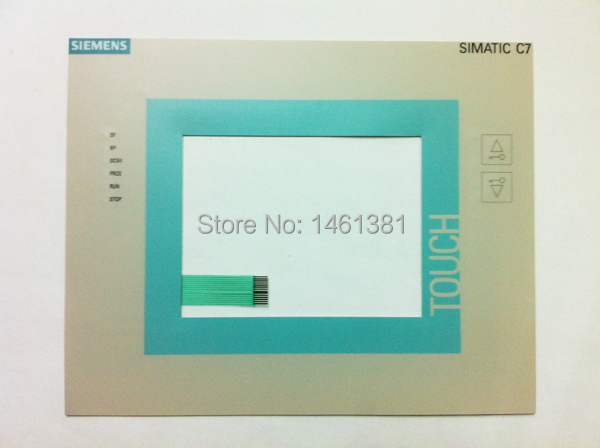 SIEMENS
SIMATIC C7
SF
BF
DC5V
FRCE
RUN
STOP
Store No: 1461381
TOUCH